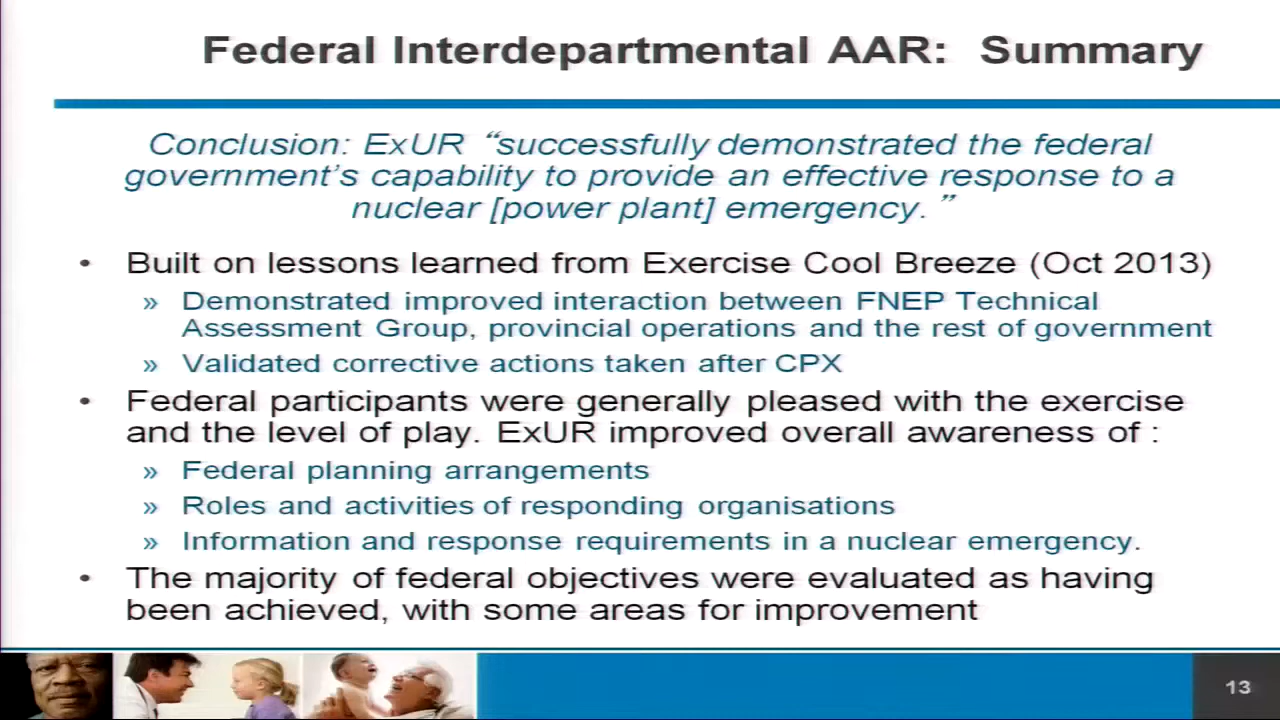 Federal Interdepartmental AAR: Summary
Conclusion: ExUR “successfully demonstrated the federal
government’s capability to provide an effective response to a
nuclear [power plant] emergency.”
• Built on lessons learned from Exercise Cool Breeze (Oct 2013)
» Demonstrated improved interaction between FNEP Technical
Assessment Group, provincial operations and the rest of government
» Validated corrective actions taken after CPX
• Federal participants were generally pleased with the exercise
and the level of play. ExUR improved overall awareness of :
» Federal planning arrangements
» Roles and activities of responding organisations
» Information and response requirements in a nuclear emergency.
• The majority of federal objectives were evaluated as having
been achieved, with some areas for improvement
13